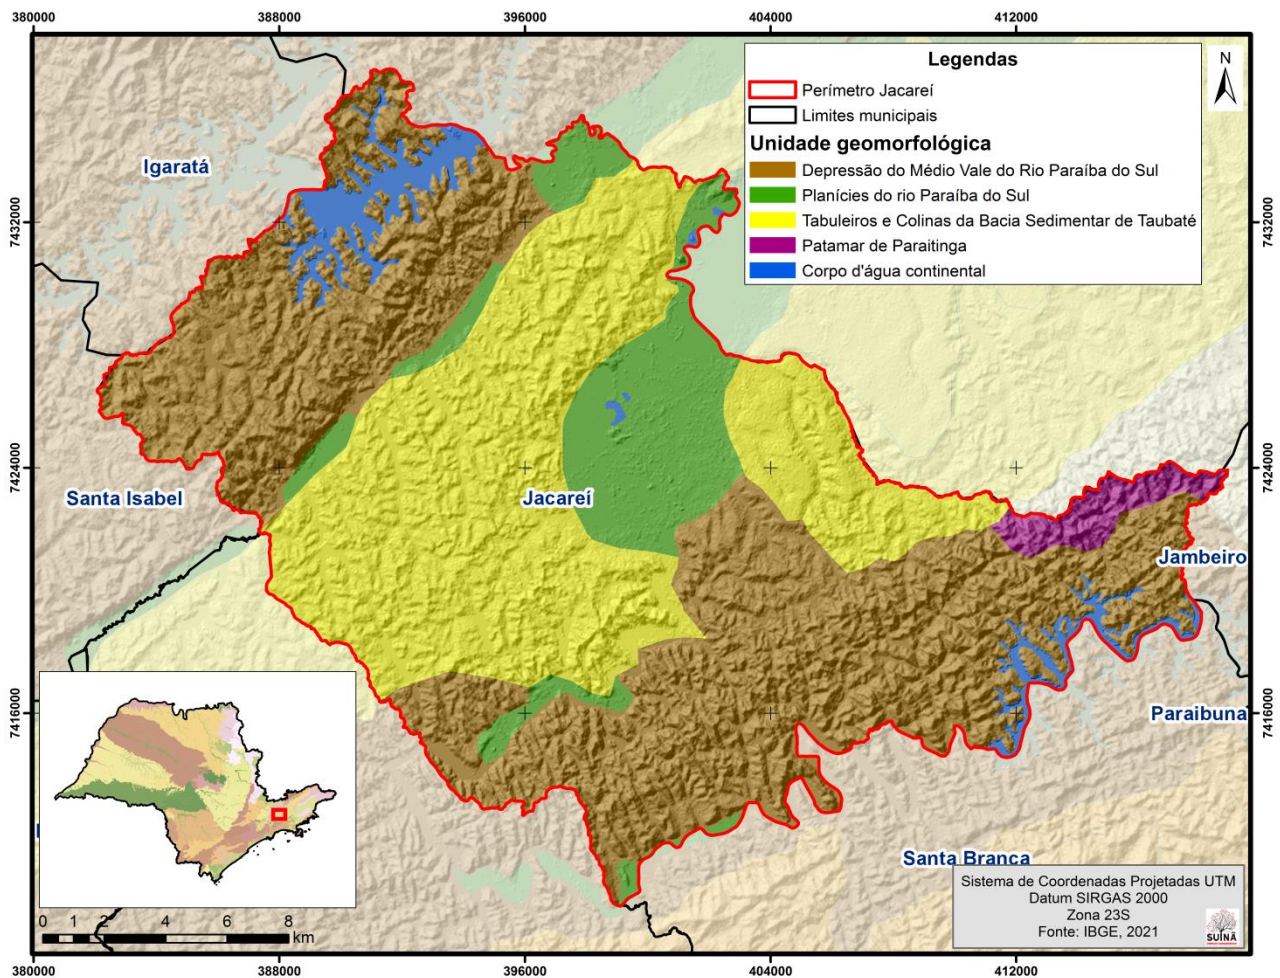 380000
388000
396000
404000
412000
Legendas
Perímetro Jacareí
Limites municipais
Unidade geomorfológica
Depressão do Médio Vale do Rio Paraíba do Sul
Planícies do rio Paraíba do Sul
Tabuleiros e Colinas da Bacia Sedimentar de Taubaté
Patamar de Paraitinga
Corpo d'água continental
N
Igaratá
7432000
7432000
7424000
7424000
Santa Isabel
Jacareí
Jambeiro
7416000
7416000
Paraibuna
Santa Branca
Sistema de Coordenadas Projetadas UTM
Datum SIRGAS 2000
Zona 23S
Fonte: IBGE, 2021
SUINÃ
0 1 2 4 6 8
km
380000
388000
396000
404000
412000